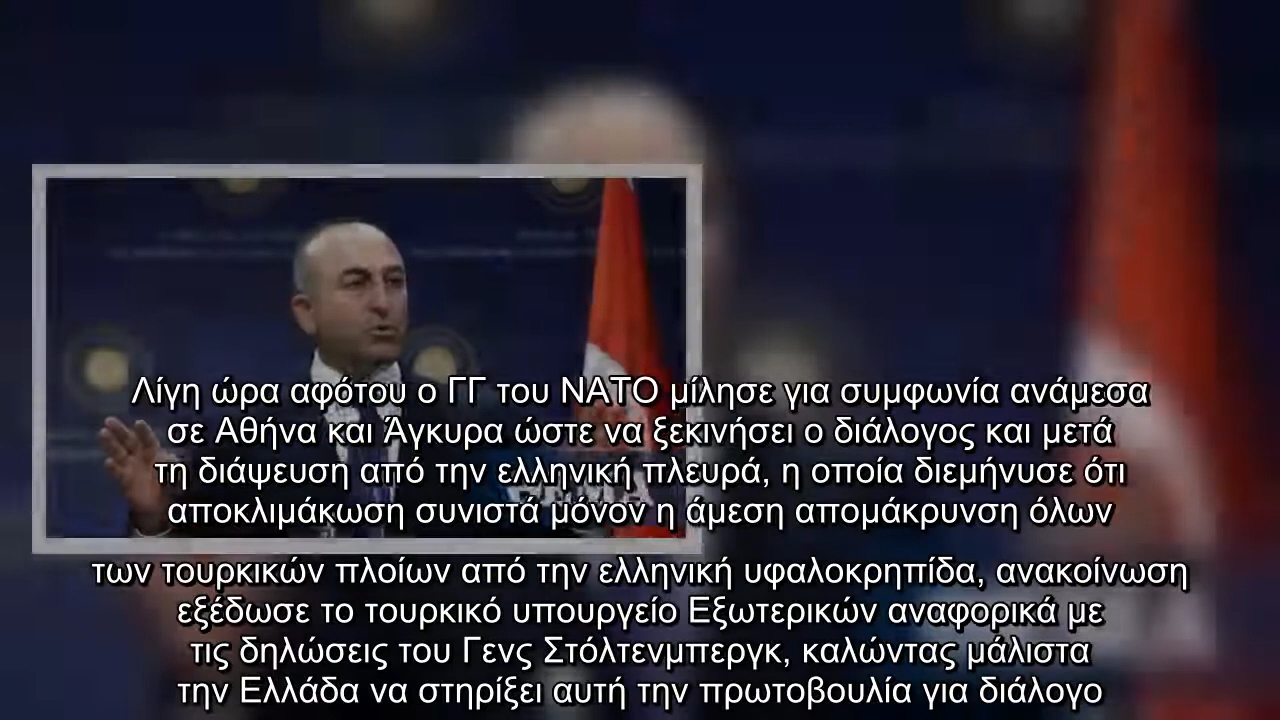 Λίγη ώρα αφότου ο ΓΓ του ΝΑΤΟ μίλησε για συμφωνία ανάμεσα
σε Αθήνα και Άγκυρα ώστε να ξεκινήσει ο διάλογος και μετά
τη διάψευση από την ελληνική πλευρά, η οποία διεμήνυσε ότι
αποκλιμάκωση συνιστά μόνον η άμεση απομάκρυνση όλων
των τουρκικών πλοίων από την ελληνική υφαλοκρηπίδα, ανακοίνωση
εξέδωσε το τουρκικό υπουργείο Εξωτερικών αναφορικά με
τις δηλώσεις του Γενς Στόλτενμπεργκ, καλώντας μάλιστα
την Ελλάδα να στηρίξει αυτή την πρωτοβουλία για διάλογο